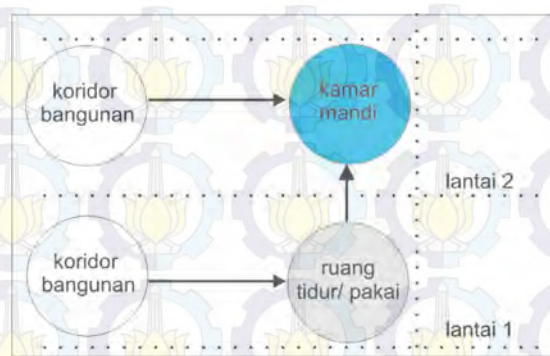 koridor
bangunan
kamar
mandi
lantai 2
koridor
bangunan
ruang
tidur/ pakai
lantai 1